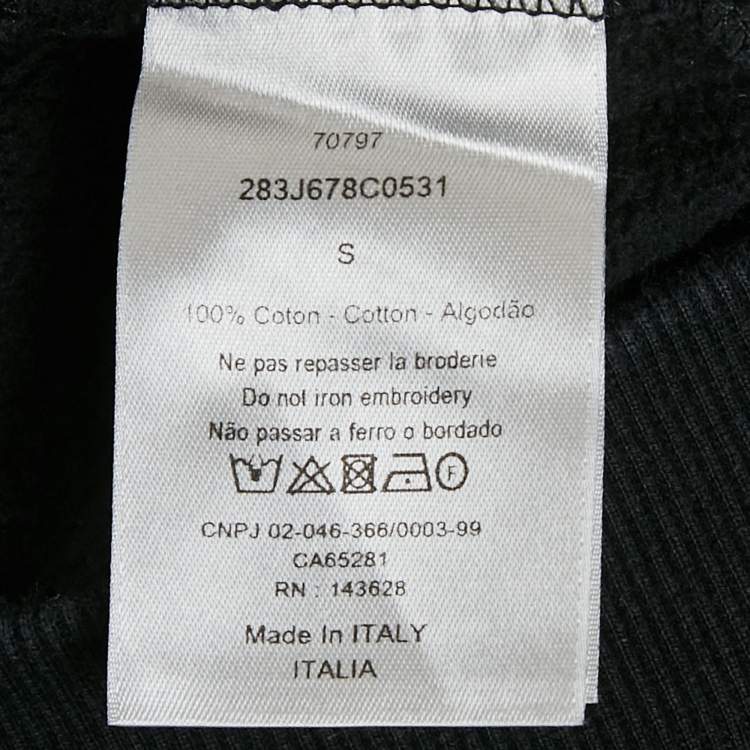 70797
283J678C0531
S
100% Coton - Cotton - Algodão
Ne pas repasser la broderie
Do not iron embroidery
Não passar a ferro o bordado
F
CNPJ 02-046-366/0003-99
CA65281
RN : 143628
Made In ITALY
ITALIA